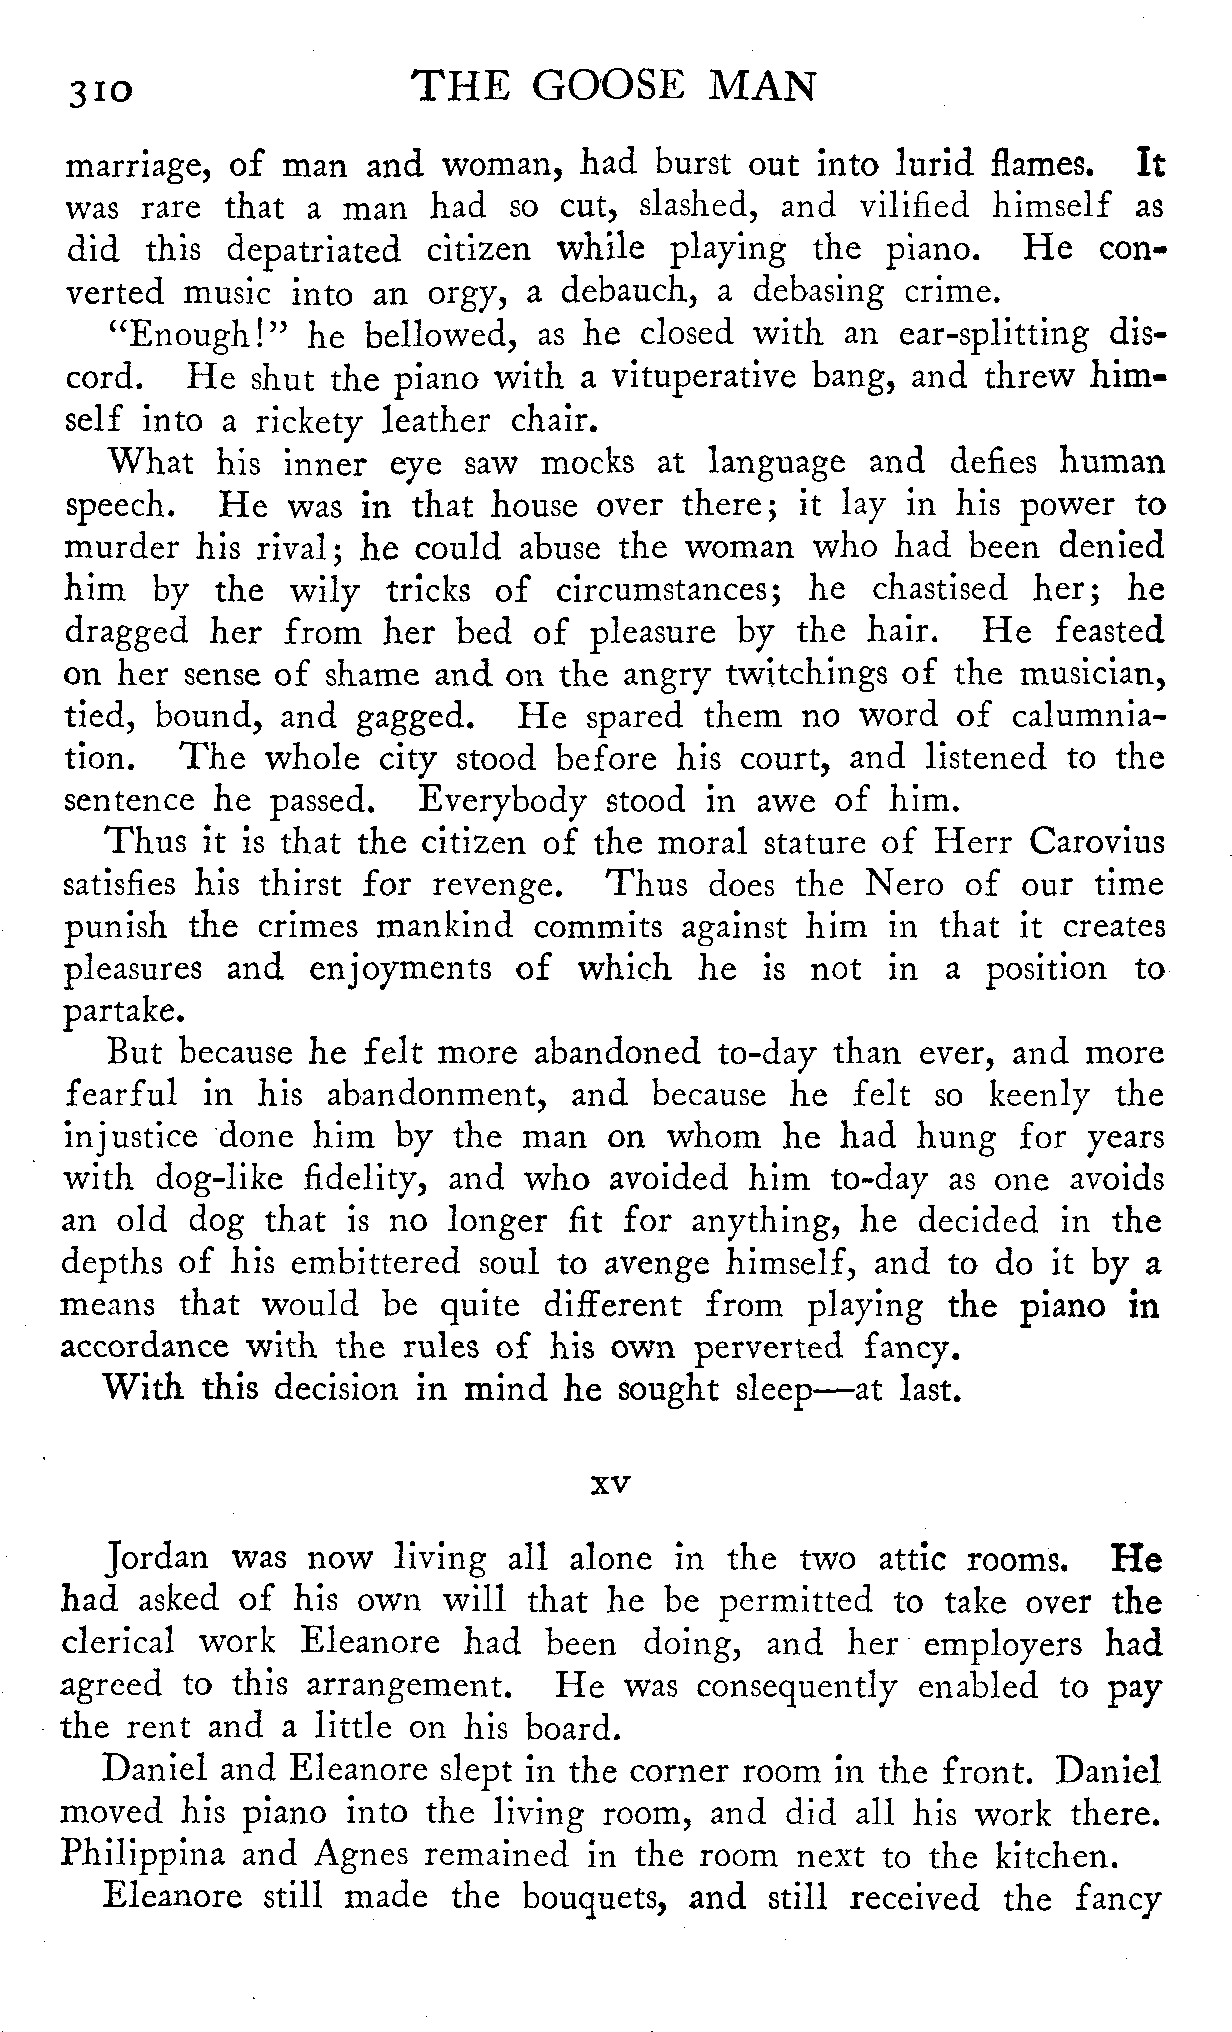 310 THE GOOSE MAN
marriage, of man and woman, had burst out into lurid flames. It
was rare that a man had so cut, slashed, and vilified himself as
did this depatriated citizen while playing the piano. He con-
verted music into an orgy, a debauch, a debasing crime.
"Enough!" he bellowed, as he closed with an ear-splitting dis-
cord. He shut the piano with a vituperative bang, and threw him-
self into a rickety leather chair.
What his inner eye saw mocks at language and defies human
speech. He was in that house over there; it lay in his power to
murder his rival; he could abuse the woman who had been denied
him by the wily tricks of circumstances; he chastised her; he
dragged her from her bed of pleasure by the hair. He feasted
on her sense of shame and on the angry twitchings of the musician,
tied, bound, and gagged. He spared them no word of calumnia-
tion. The whole city stood before his court, and listened to the
sentence he passed. Everybody stood in awe of him.
Thus it is that the citizen of the moral stature of Herr Carovius
satisfies his thirst for revenge. Thus does the Nero of our time
punish the crimes mankind commits against him in that it creates
pleasures and enjoyments of which he is not in a position to
partake.
But because he felt more abandoned to-day than ever, and more
fearful in his abandonment, and because he felt so keenly the
injustice done him by the man on whom he had hung for years
with dog-like fidelity, and who avoided him to-day as one avoids
an old dog that is no longer fit for anything, he decided in the
depths of his embittered soul to avenge himself, and to do it by a
means that would be quite different from playing the piano in
accordance with the rules of his own perverted fancy.
With this decision in mind he sought sleep—at last.
XV
Jordan was now living all alone in the two attic rooms. He
had asked of his own will that he be permitted to take over the
clerical work Eleanore had been doing, and her employers had
agreed to this arrangement. He was consequently enabled to pay
the rent and a little on his board.
Daniel and Eleanore slept in the corner room in the front. Daniel
moved his piano into the living room, and did all his work there.
Philippina and Agnes remained in the room next to the kitchen.
Eleanore still made the bouquets, and still received the fancy